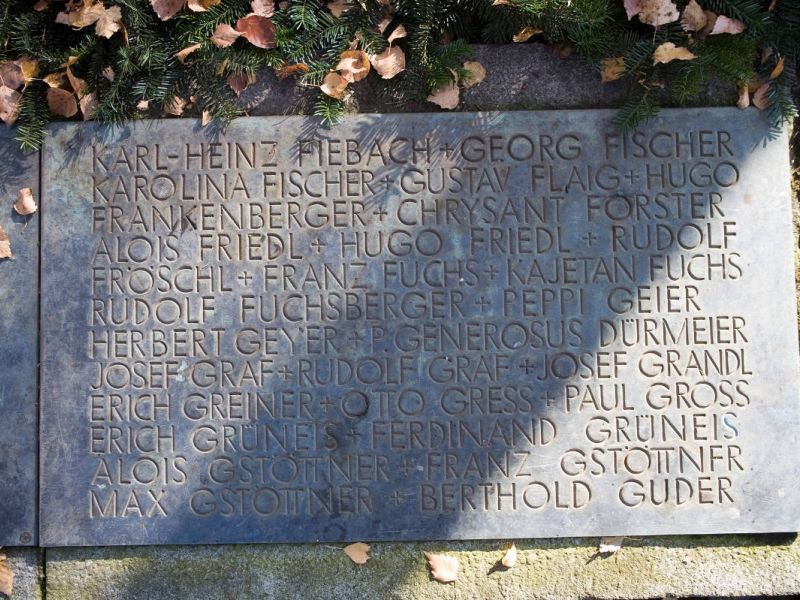 KARL-HEINZ FIEBACH + GEORG FISCHER
KAROLINA FISCHER + GUSTAV FLAIG + HUGO
FRANKENBERGER + CHRYSANT FÖRSTER
ALOIS FRIEDL + HUGO FRIEDL + RUDOLF
FRÖSCHL + FRANZ FUCHS + KAJETAN FUCHS
RUDOLF FUCHSBERGER + PEPPI GEIER
HERBERT GEYER + P. GENEROSUS DÜRMEIER
JOSEF GRAF + RUDOLF GRAF + JOSEF GRANDL
ERICH GREINER + OTTO GRESS + PAUL GROSS
ERICH GRÜNEIS + FERDINAND GRÜNEIS
ALOIS GSTÖTTNER + FRANZ GSTÖTTNER
MAX GSTÖTTNER + BERTHOLD GUDER